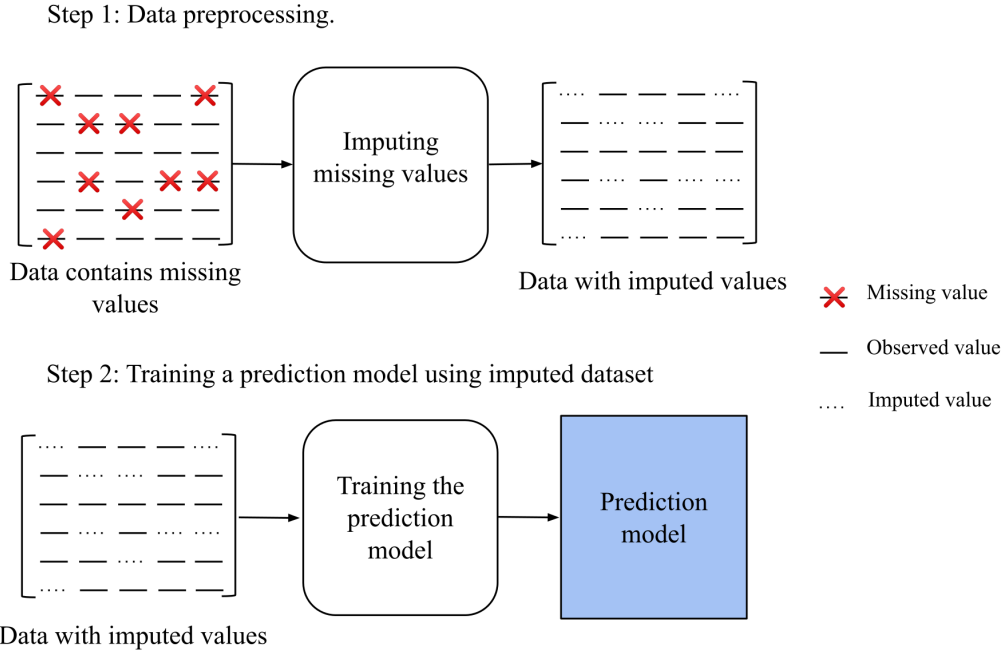 Step 1: Data preprocessing.
Imputing
missing values
Data contains missing
values
Data with imputed values
Missing value
Observed value
Imputed value
Step 2: Training a prediction model using imputed dataset
Training the
prediction
model
Prediction
model
Data with imputed values